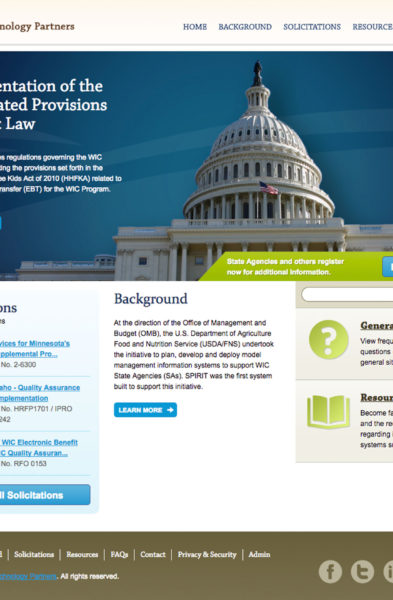 nology Partners
HOME BACKGROUND SOLICITATIONS RESOURCE
entation of the
ated Provisions
t Law
es regulations governing the WIC
ting the provisions set forth in the
ee Kids Act of 2010 (HHFKA) related to
ransfer (EBT) for the WIC Program.
State Agencies and others register
now for additional information.
ons
ns
vices for Minnesota's
pplemental Pro...
No. 2-6300
aho - Quality Assurance
mplementation
No. HRFP1701 / IPRO
242
WIC Electronic Benefit
C Quality Assuran...
No. RFO 0153
ll Solicitations
Background
At the direction of the Office of Management and
Budget (OMB), the U.S. Department of Agriculture
Food and Nutrition Service (USDA/FNS) undertook
the initiative to plan, develop and deploy model
management information systems to support WIC
State Agencies (SAs). SPIRIT was the first system
built to support this initiative.
LEARN MORE
Genera
View freq
questions
general sit
Resour
Become fa
and the re
regarding
systems s
d Solicitations Resources FAQs Contact Privacy & Security Admin
chnology Partners. All rights reserved.